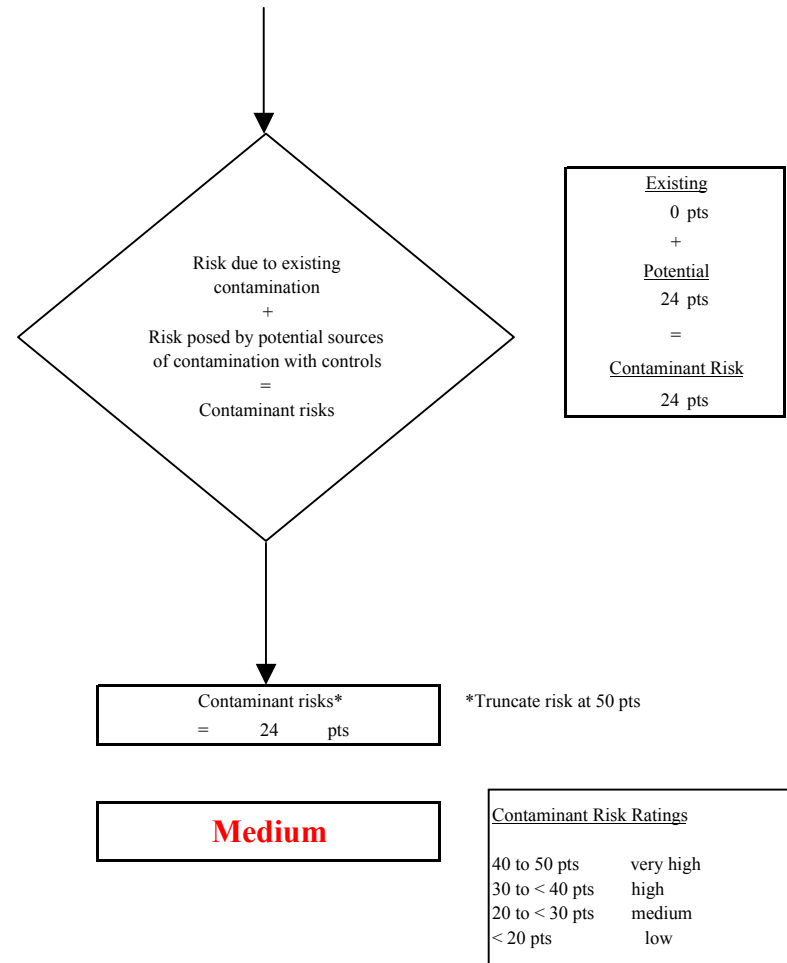 Risk due to existing
contamination
+
Risk posed by potential sources
of contamination with controls
=
Contaminant risks
Existing
0 pts
+
Potential
24 pts
=
Contaminant Risk
24 pts
Contaminant risks*
= 24 pts
*Truncate risk at 50 pts
Medium
Contaminant Risk Ratings
40 to 50 pts very high
30 to < 40 pts high
20 to < 30 pts medium
< 20 pts low